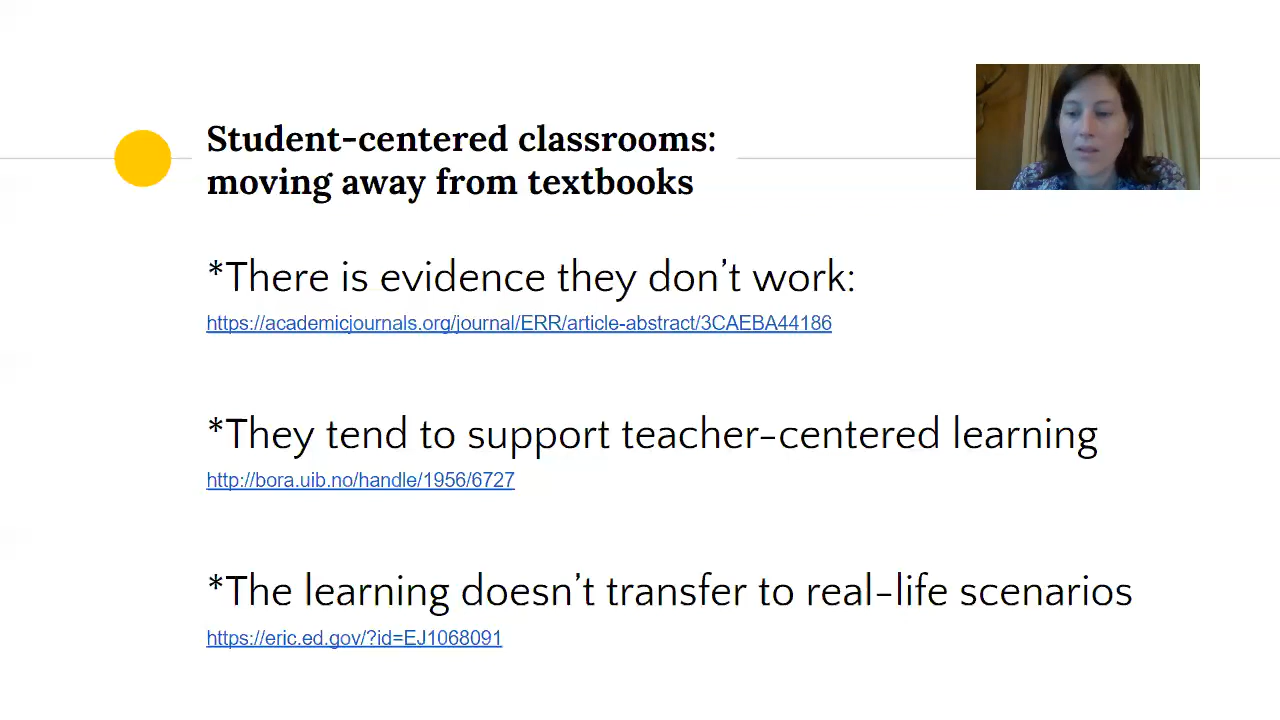 Student-centered classrooms:
moving away from textbooks
*There is evidence they don’t work:
https://academicjournals.org/journal/ERR/article-abstract/3CAEBA44186
*They tend to support teacher-centered learning
http://bora.uib.no/handle/1956/6727
*The learning doesn’t transfer to real-life scenarios
https://eric.ed.gov/?id=EJ1068091